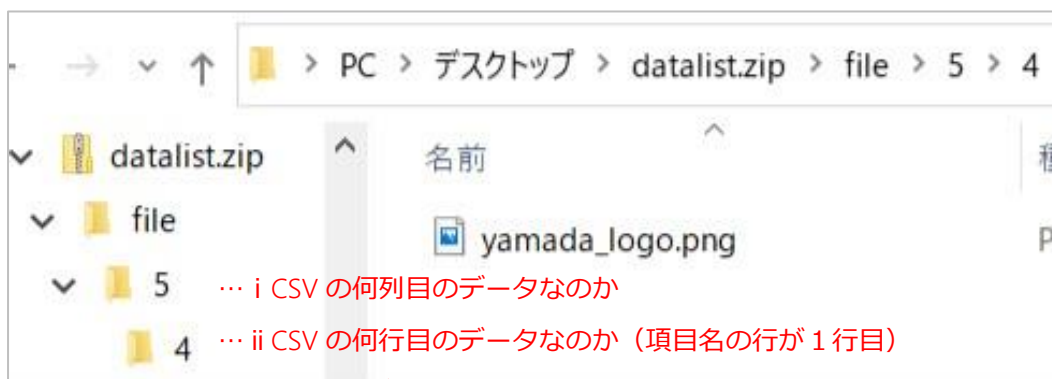 PC > デスクトップ > datalist.zip > file > 5 > 4
datalist.zip
名前
file
yamada_logo.png
5
… i CSV の何列目のデータなのか
4
… ii CSV の何行目のデータなのか（項目名の行が 1 行目）